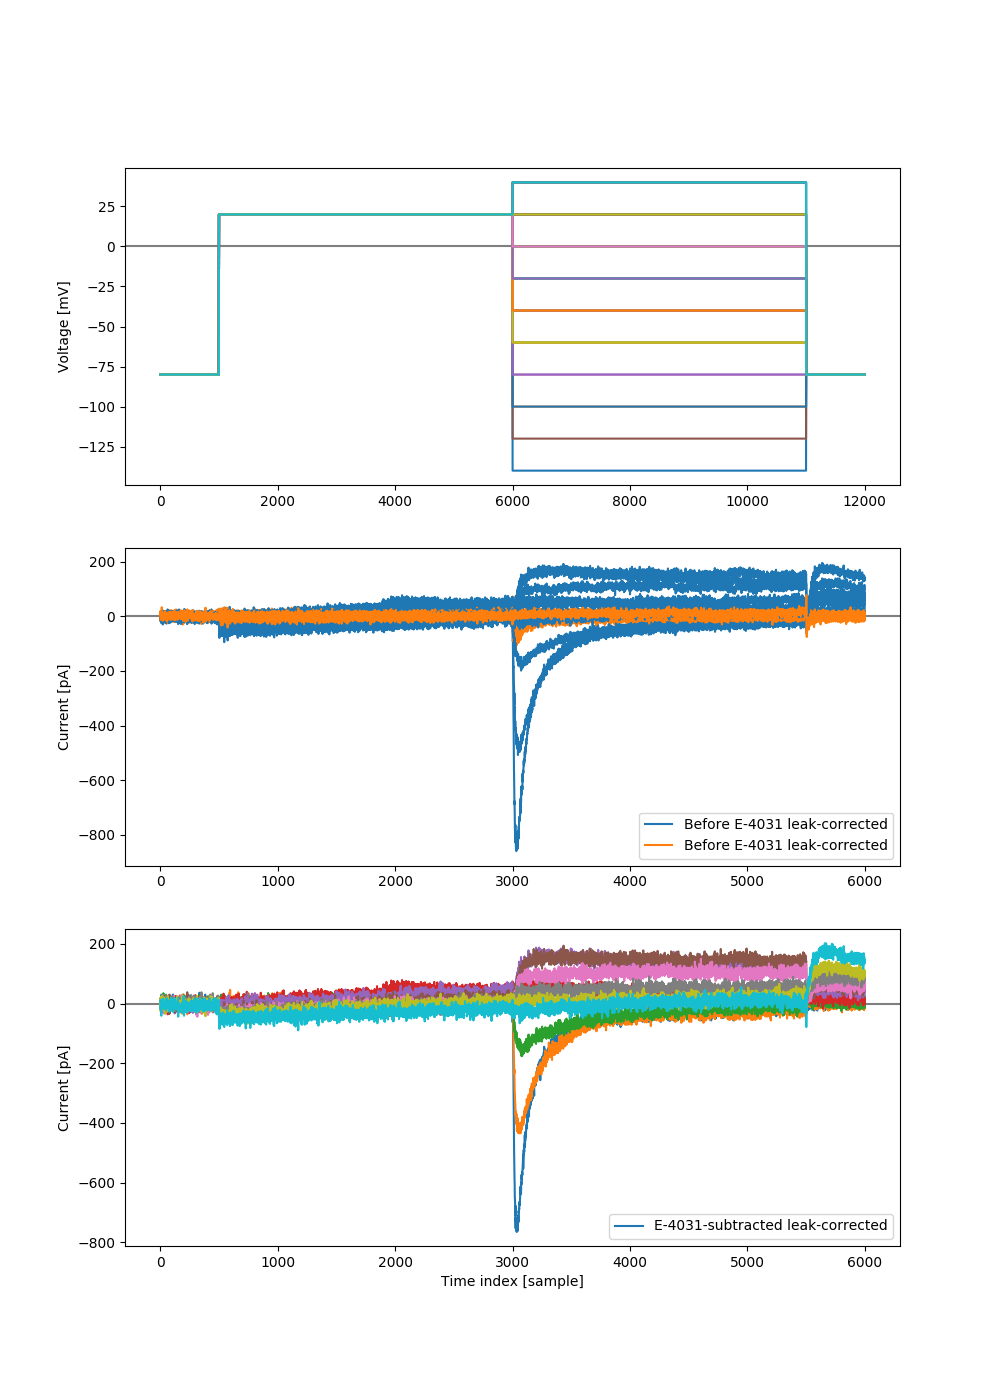 25
0
−25
−50
−75
−100
−125
Voltage [mV]
0 2000 4000 6000 8000 10000 12000
200
0
−200
−400
−600
−800
Current [pA]
Before E-4031 leak-corrected
Before E-4031 leak-corrected
0 1000 2000 3000 4000 5000 6000
200
0
−200
−400
−600
−800
Current [pA]
E-4031-subtracted leak-corrected
0 1000 2000 3000 4000 5000 6000
Time index [sample]